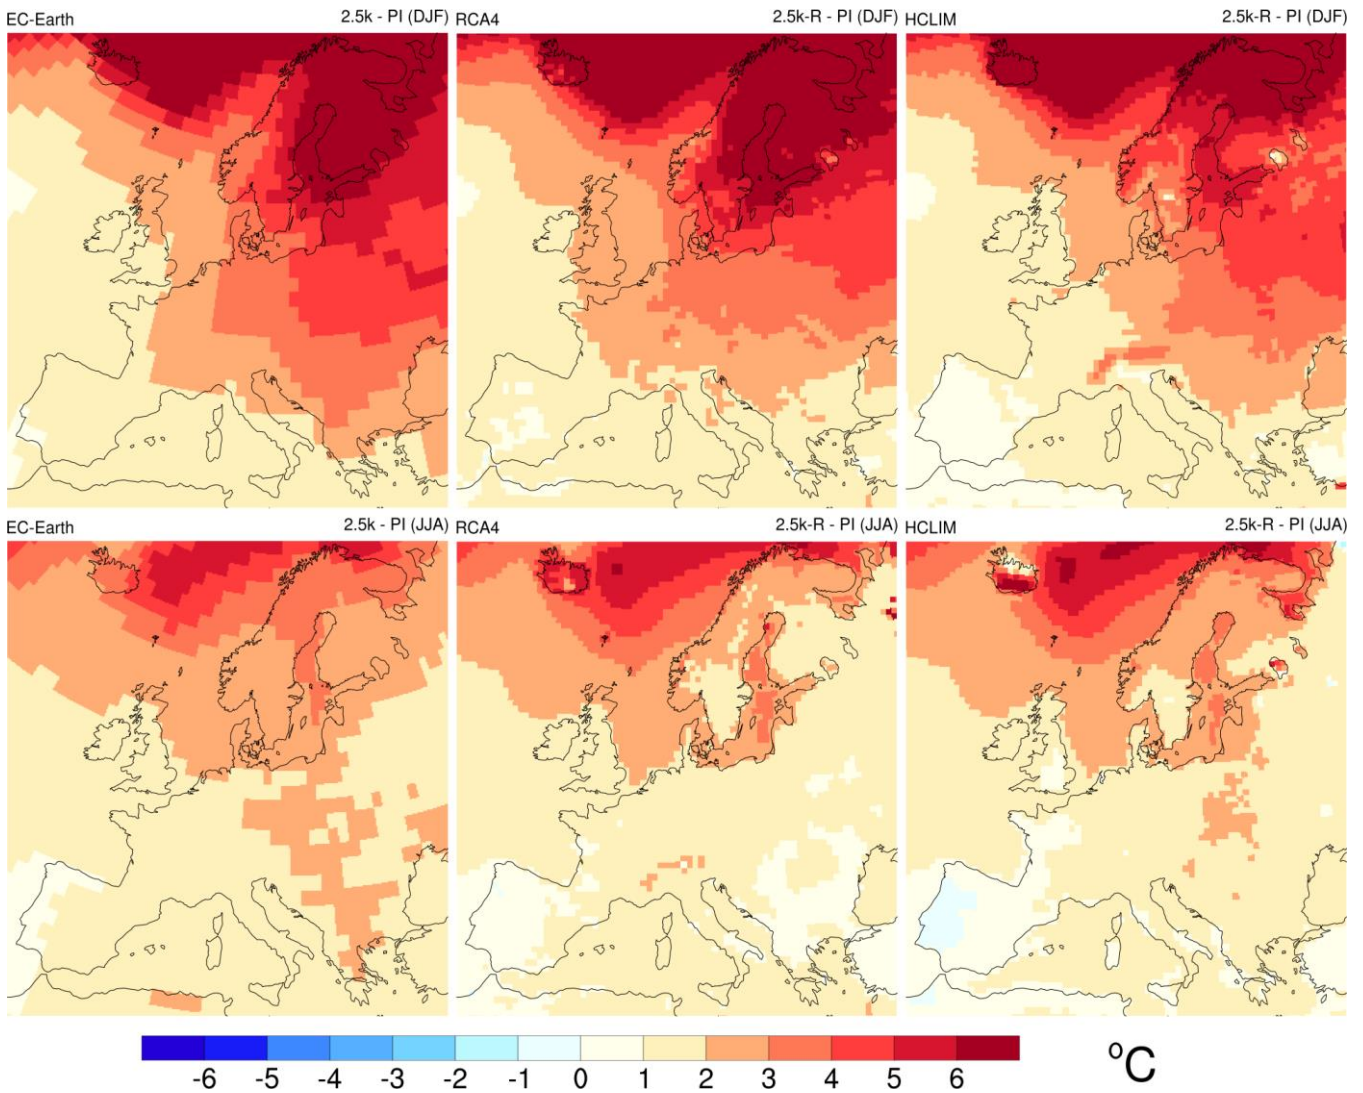 EC-Earth 2.5k - PI (DJF)
RCA4 2.5k-R - PI (DJF)
HCLIM 2.5k-R - PI (DJF)
EC-Earth 2.5k - PI (JJA)
RCA4 2.5k-R - PI (JJA)
HCLIM 2.5k-R - PI (JJA)
-6 -5 -4 -3 -2 -1 0 1 2 3 4 5 6
°C